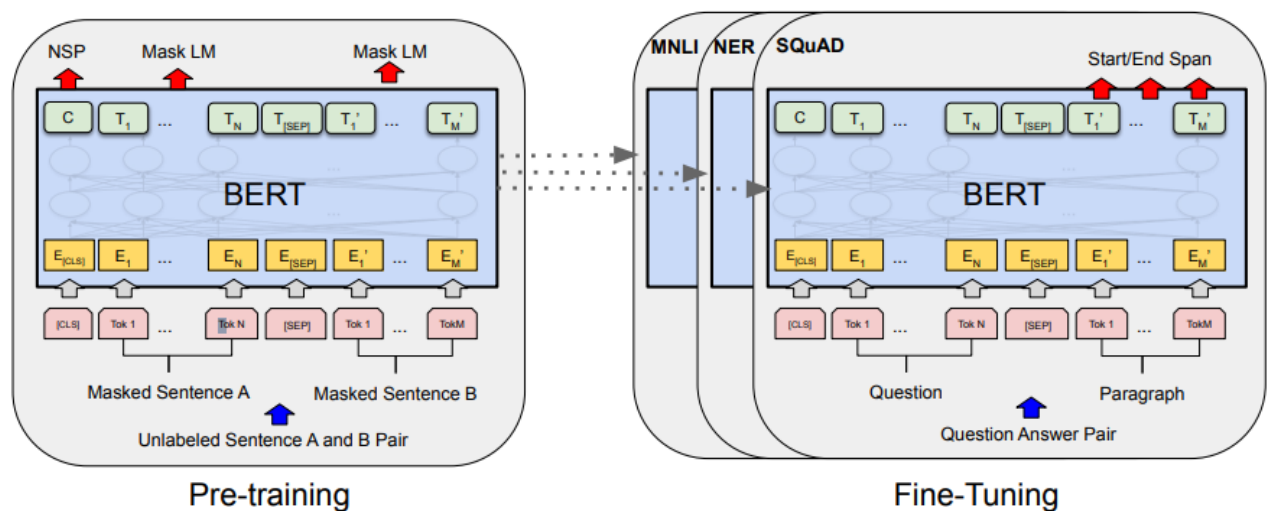 NSP Mask LM Mask LM
C T1 ... TN T[SEP] T1' ... TM'
...
BERT
...
E[CLS] E1 ... EN E[SEP] E1' ... EM'
[CLS] Tok 1 ... Tok N [SEP] Tok 1 ... TokM
Masked Sentence A Masked Sentence B
Unlabeled Sentence A and B Pair
Pre-training
MNLI NER SQuAD
Start/End Span
C T1 ... TN T[SEP] T1' ... TM'
...
BERT
...
E[CLS] E1 ... EN E[SEP] E1' ... EM'
[CLS] Tok 1 ... Tok N [SEP] Tok 1 ... TokM
Question Paragraph
Question Answer Pair
Fine-Tuning